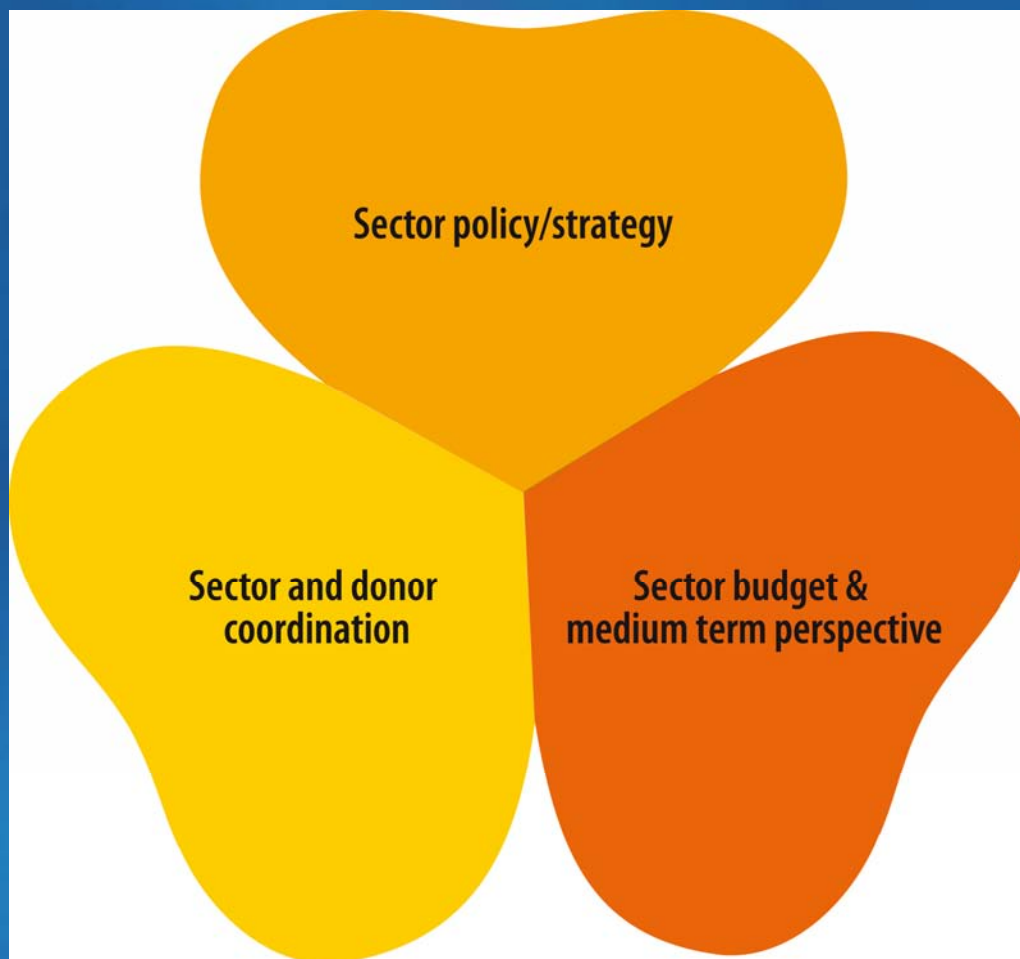 Sector policy/strategy
Sector and donor
coordination
Sector budget &
medium term perspective